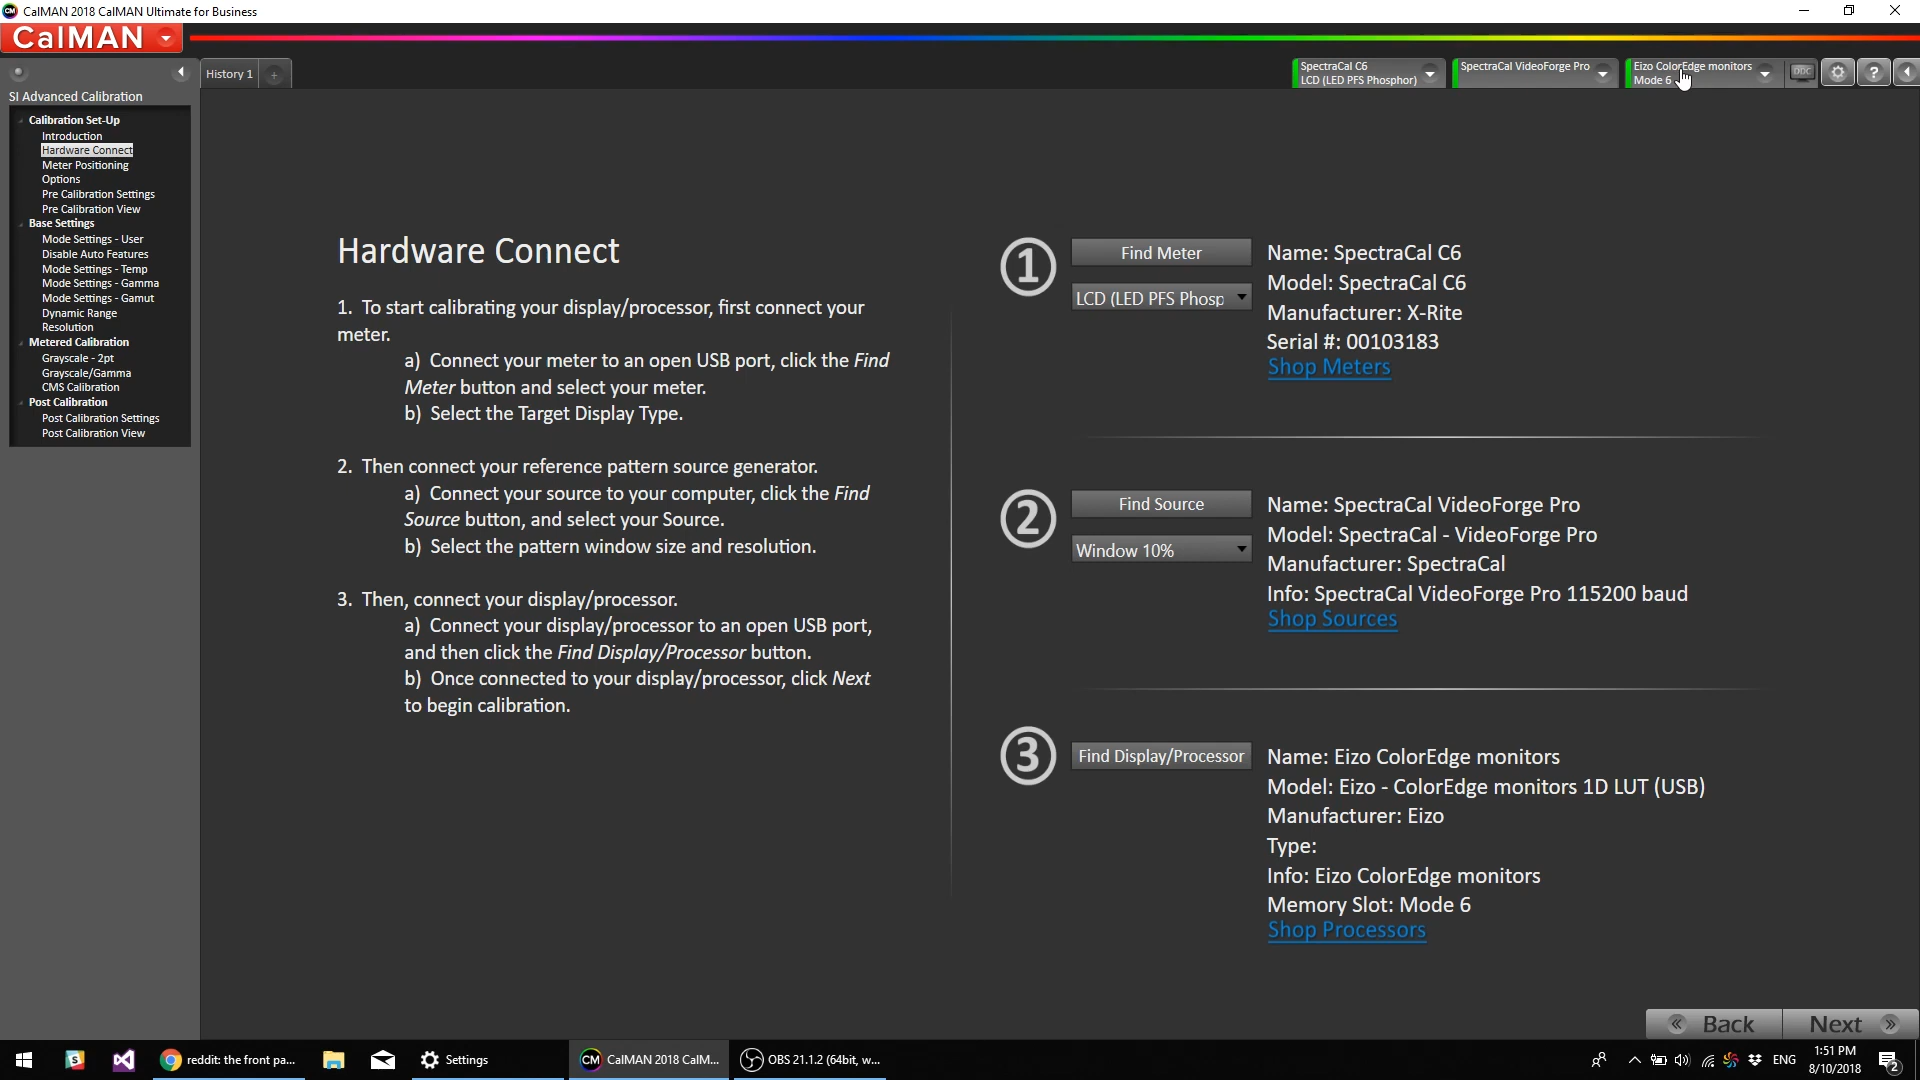 CM CalMAN 2018 CalMAN Ultimate for Business
CalMAN
History 1
+
SpectraCal C6
LCD (LED PFS Phosphor)
SpectraCal VideoForge Pro
Eizo ColorEdge monitors
Mode 6
DDC
?
SI Advanced Calibration
Calibration Set-Up
Introduction
Hardware Connect
Meter Positioning
Options
Pre Calibration Settings
Pre Calibration View
Base Settings
Mode Settings - User
Disable Auto Features
Mode Settings - Temp
Mode Settings - Gamma
Mode Settings - Gamut
Dynamic Range
Resolution
Metered Calibration
Grayscale - 2pt
Grayscale/Gamma
CMS Calibration
Post Calibration
Post Calibration Settings
Post Calibration View
Hardware Connect
1. To start calibrating your display/processor, first connect your
meter.
a) Connect your meter to an open USB port, click the Find
Meter button and select your meter.
b) Select the Target Display Type.
2. Then connect your reference pattern source generator.
a) Connect your source to your computer, click the Find
Source button, and select your Source.
b) Select the pattern window size and resolution.
3. Then, connect your display/processor.
a) Connect your display/processor to an open USB port,
and then click the Find Display/Processor button.
b) Once connected to your display/processor, click Next
to begin calibration.
1
Find Meter
LCD (LED PFS Phosp
Name: SpectraCal C6
Model: SpectraCal C6
Manufacturer: X-Rite
Serial #: 00103183
Shop Meters
2
Find Source
Window 10%
Name: SpectraCal VideoForge Pro
Model: SpectraCal - VideoForge Pro
Manufacturer: SpectraCal
Info: SpectraCal VideoForge Pro 115200 baud
Shop Sources
3
Find Display/Processor
Name: Eizo ColorEdge monitors
Model: Eizo - ColorEdge monitors 1D LUT (USB)
Manufacturer: Eizo
Type:
Info: Eizo ColorEdge monitors
Memory Slot: Mode 6
Shop Processors
« Back
Next »
reddit: the front pa...
Settings
CM CalMAN 2018 CalM...
OBS 21.1.2 (64bit, w...
ENG
1:51 PM
8/10/2018
2